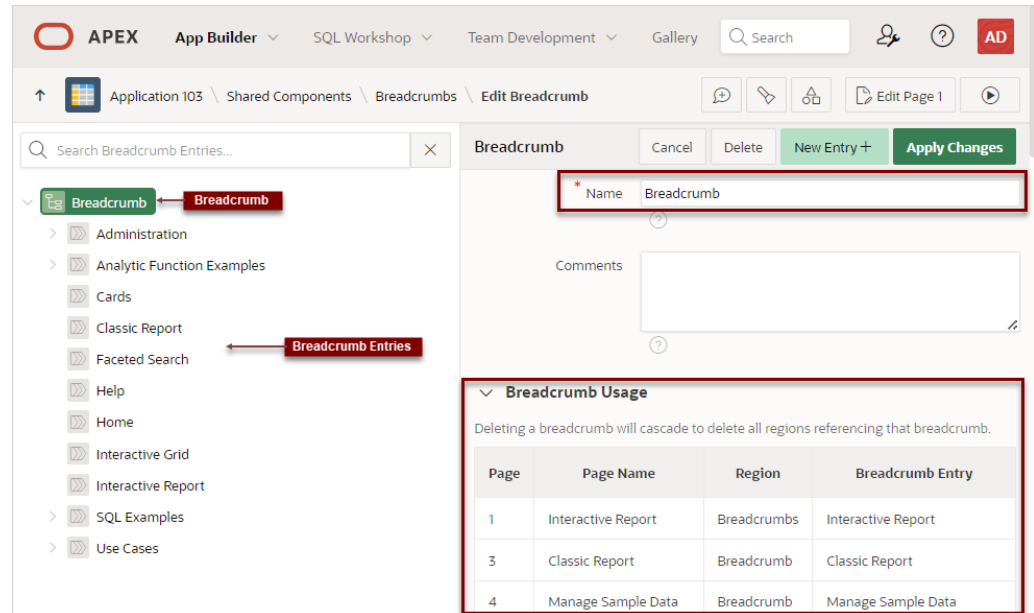 APEX App Builder SQL Workshop Team Development Gallery Search AD
Application 103 \ Shared Components \ Breadcrumbs \ Edit Breadcrumb Edit Page 1
Search Breadcrumb Entries...
Breadcrumb
Breadcrumb
Administration
Analytic Function Examples
Cards
Classic Report
Breadcrumb Entries
Faceted Search
Help
Home
Interactive Grid
Interactive Report
SQL Examples
Use Cases
Breadcrumb Cancel Delete New Entry + Apply Changes
* Name Breadcrumb
Comments
Breadcrumb Usage
Deleting a breadcrumb will cascade to delete all regions referencing that breadcrumb.
Page Page Name Region Breadcrumb Entry
1 Interactive Report Breadcrumbs Interactive Report
3 Classic Report Breadcrumb Classic Report
4 Manage Sample Data Breadcrumb Manage Sample Data